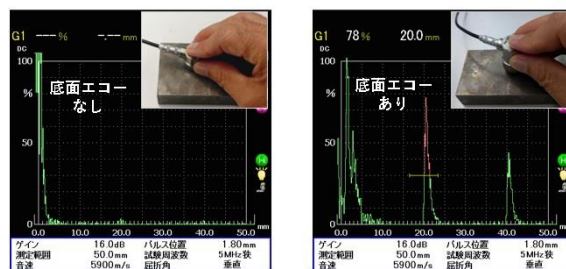 G1 ---% -.--mm
DC
100
%
50
底面エコー
なし
0.0 10.0 20.0 30.0 40.0 50.0
mm
ゲイン 16.0dB パルス位置 1.80mm
測定範囲 50.0mm 試験周波数 5MHz狭
音速 5900m/s 屈折角 垂直
G1 78% 20.0mm
DC
100
%
50
底面エコー
あり
0.0 10.0 20.0 30.0 40.0 50.0
mm
ゲイン 16.0dB パルス位置 1.80mm
測定範囲 50.0mm 試験周波数 5MHz狭
音速 5900m/s 屈折角 垂直